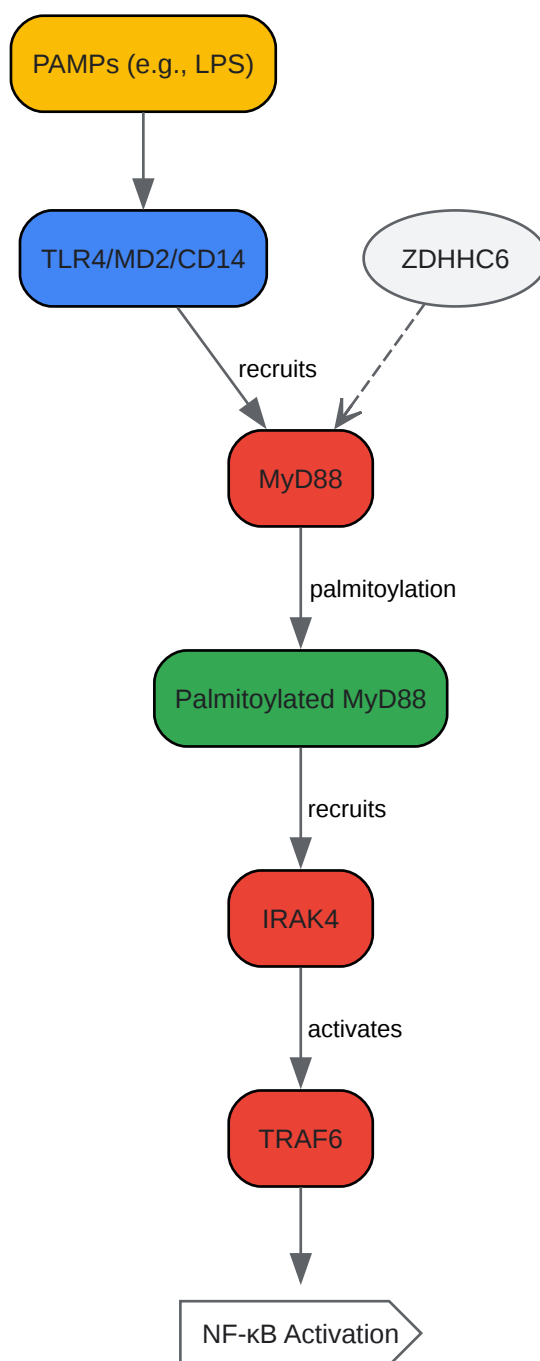 PAMPs (e.g., LPS)
TLR4/MD2/CD14
ZDHHC6
recruits
MyD88
palmitoylation
Palmitoylated MyD88
recruits
IRAK4
activates
TRAF6
NF-κB Activation